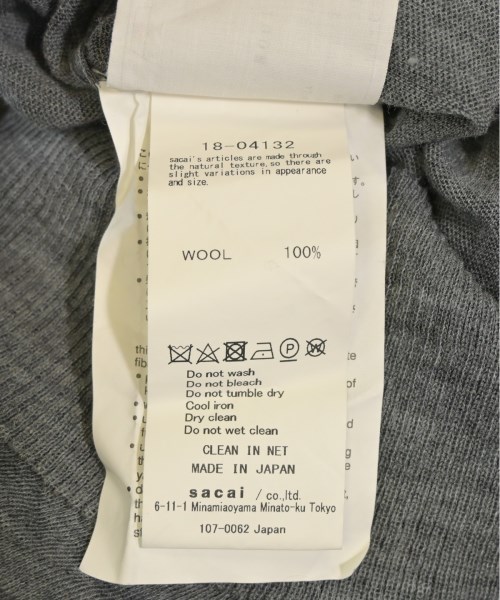 18-04132
sacai's articles are made through
the natural texture,so there are
slight variations in appearance
and size.
WOOL 100%
P W
Do not wash
Do not bleach
Do not tumble dry
Cool iron
Dry clean
Do not wet clean
CLEAN IN NET
MADE IN JAPAN
sacai / co.,ltd.
6-11-1 Minamiaoyama Minato-ku Tokyo
107-0062 Japan